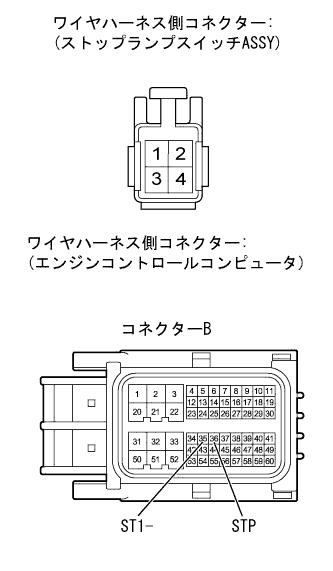 ワイヤハーネス側コネクター:
(ストップランプスイッチASSY)
1 2
3 4
ワイヤハーネス側コネクター:
(エンジンコントロールコンピュータ)
コネクターB
1 2 3 4 5 6 7 8 9 10 11
12 13 14 15 16 17 18 19
20 21 22 23 24 25 26 27 28 29 30
31 32 33 34 35 36 37 38 39 40 41
42 43 44 45 46 47 48 49
50 51 52 53 54 55 56 57 58 59 60
ST1- STP